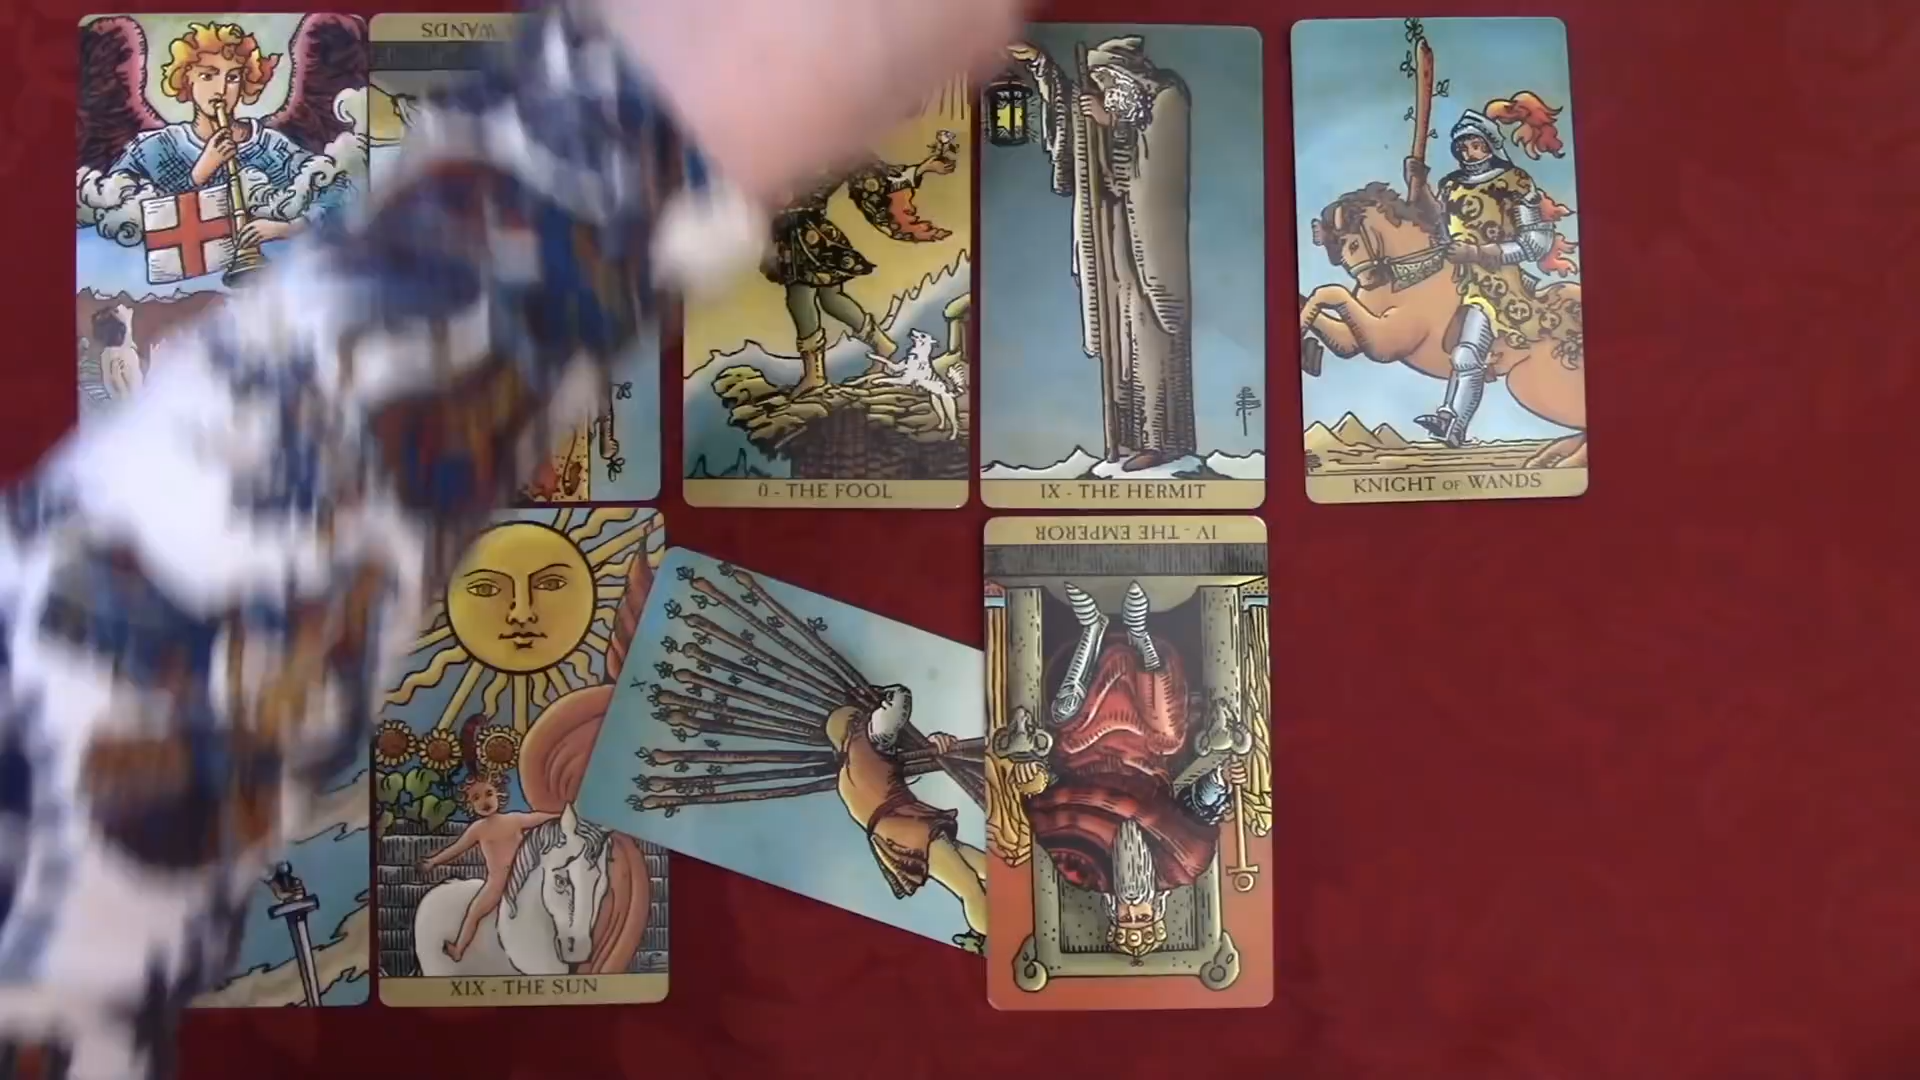 WANDS
0 - THE FOOL
IX - THE HERMIT
KNIGHT OF WANDS
IV - THE EMPEROR
X
XIX - THE SUN